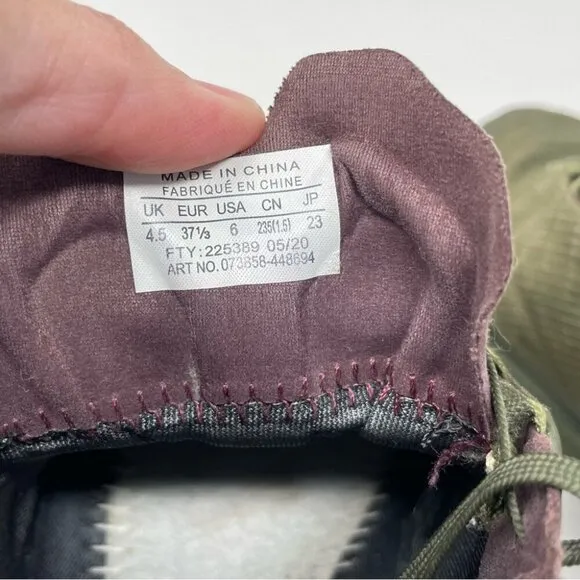 MADE IN CHINA
FABRIQUÉ EN CHINE
UK EUR USA CN JP
4.5 37⅓ 6 235(1.5) 23
FTY: 225389 05/20
ART NO. 073858-448694